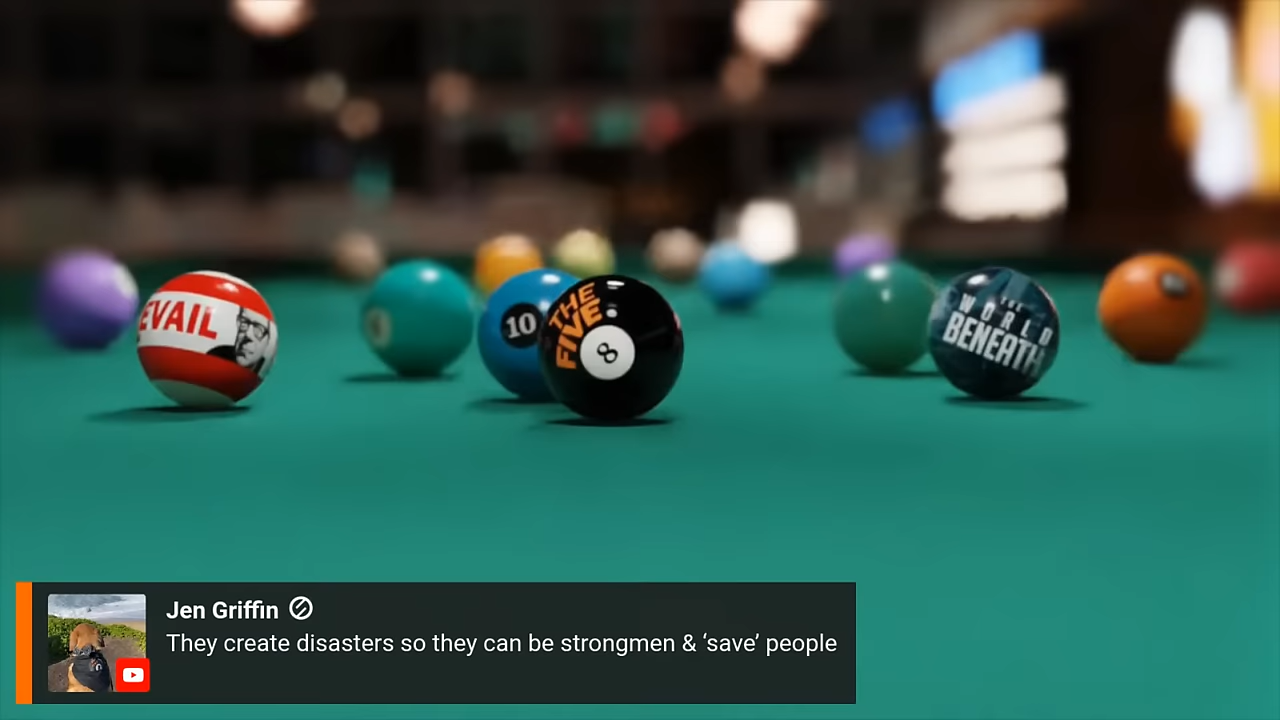 EVAIL
10
THE
FIVE
8
THE
WORLD
BENEATH
Jen Griffin
They create disasters so they can be strongmen & ‘save’ people